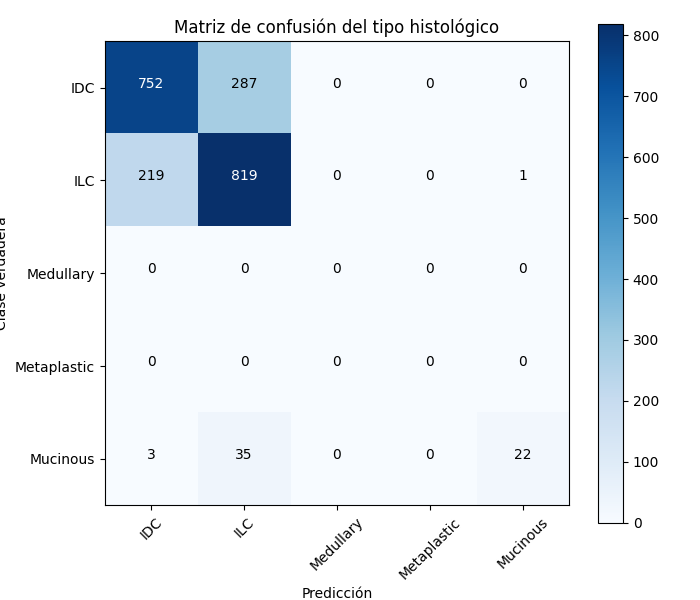 Matriz de confusión del tipo histológico
IDC 752 287 0 0 0
ILC 219 819 0 0 1
Medullary 0 0 0 0 0
Metaplastic 0 0 0 0 0
Mucinous 3 35 0 0 22
IDC ILC Medullary Metaplastic Mucinous
Predicción
Clase verdadera
800
700
600
500
400
300
200
100
0